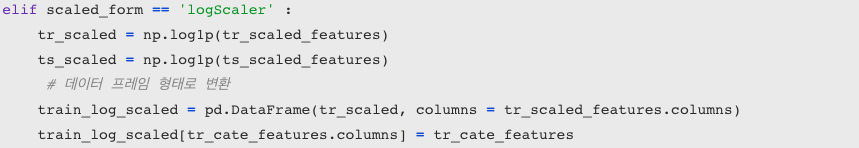 elif scaled_form == 'logScaler' :
    tr_scaled = np.log1p(tr_scaled_features)
    ts_scaled = np.log1p(ts_scaled_features)
     # 데이터 프레임 형태로 변환
    train_log_scaled = pd.DataFrame(tr_scaled, columns = tr_scaled_features.columns)
    train_log_scaled[tr_cate_features.columns] = tr_cate_features